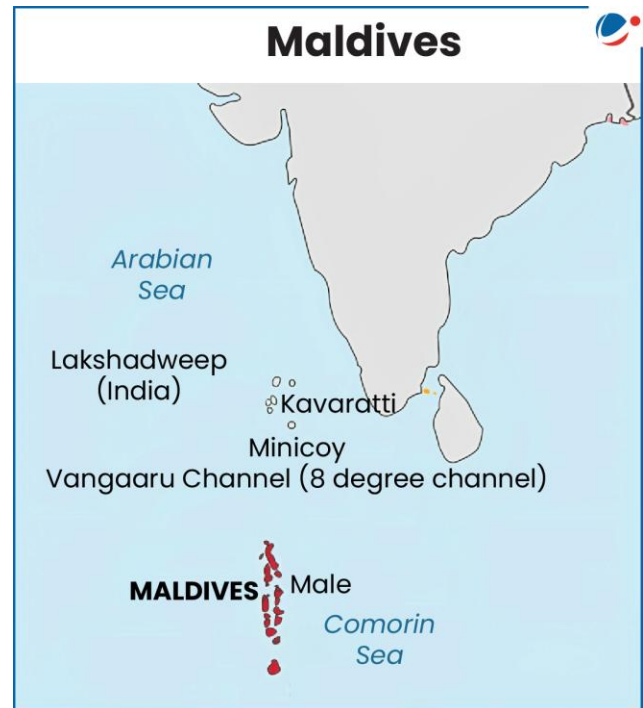 Maldives
Arabian
Sea
Lakshadweep
(India)
Kavaratti
Minicoy
Vangaaru Channel (8 degree channel)
MALDIVES
Male
Comorin
Sea